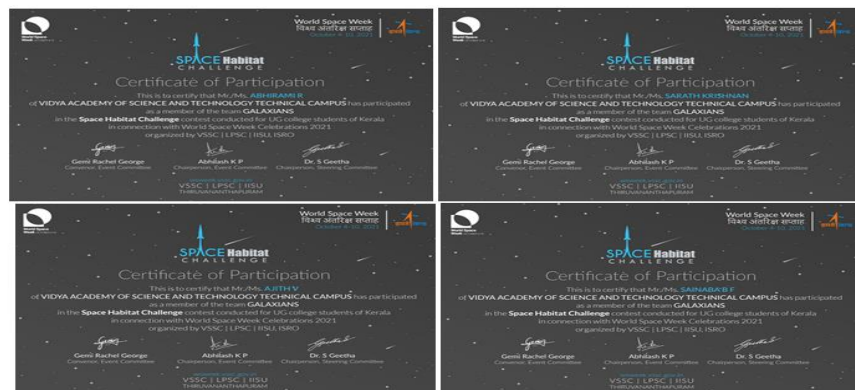 World Space Week
विश्व अंतरिक्ष सप्ताह
October 4-10, 2021
World Space
Week
SPACE Habitat
CHALLENGE
Certificate of Participation
This is to certify that Mr./Ms. ABHIRAMI R
of VIDYA ACADEMY OF SCIENCE AND TECHNOLOGY TECHNICAL CAMPUS has participated
as a member of the team GALAXIANS
in the Space Habitat Challenge contest conducted for UG college students of Kerala
in connection with World Space Week Celebrations 2021
organized by VSSC | LPSC | IISU, ISRO
Gemi Rachel George
Convenor, Event Committee
Abhilash K P
Chairperson, Event Committee
Dr. S Geetha
Chairperson, Steering Committee
VSSC | LPSC | IISU
THIRUVANANTHAPURAM
World Space Week
विश्व अंतरिक्ष सप्ताह
October 4-10, 2021
World Space
Week
SPACE Habitat
CHALLENGE
Certificate of Participation
This is to certify that Mr./Ms. SARATH KRISHNAN
of VIDYA ACADEMY OF SCIENCE AND TECHNOLOGY TECHNICAL CAMPUS has participated
as a member of the team GALAXIANS
in the Space Habitat Challenge contest conducted for UG college students of Kerala
in connection with World Space Week Celebrations 2021
organized by VSSC | LPSC | IISU, ISRO
Gemi Rachel George
Convenor, Event Committee
Abhilash K P
Chairperson, Event Committee
Dr. S Geetha
Chairperson, Steering Committee
VSSC | LPSC | IISU
THIRUVANANTHAPURAM
World Space Week
विश्व अंतरिक्ष सप्ताह
October 4-10, 2021
World Space
Week
SPACE Habitat
CHALLENGE
Certificate of Participation
This is to certify that Mr./Ms. AJITH V
of VIDYA ACADEMY OF SCIENCE AND TECHNOLOGY TECHNICAL CAMPUS has participated
as a member of the team GALAXIANS
in the Space Habitat Challenge contest conducted for UG college students of Kerala
in connection with World Space Week Celebrations 2021
organized by VSSC | LPSC | IISU, ISRO
Gemi Rachel George
Convenor, Event Committee
Abhilash K P
Chairperson, Event Committee
Dr. S Geetha
Chairperson, Steering Committee
VSSC | LPSC | IISU
THIRUVANANTHAPURAM
World Space Week
विश्व अंतरिक्ष सप्ताह
October 4-10, 2021
World Space
Week
SPACE Habitat
CHALLENGE
Certificate of Participation
This is to certify that Mr./Ms. SAINABA B F
of VIDYA ACADEMY OF SCIENCE AND TECHNOLOGY TECHNICAL CAMPUS has participated
as a member of the team GALAXIANS
in the Space Habitat Challenge contest conducted for UG college students of Kerala
in connection with World Space Week Celebrations 2021
organized by VSSC | LPSC | IISU, ISRO
Gemi Rachel George
Convenor, Event Committee
Abhilash K P
Chairperson, Event Committee
Dr. S Geetha
Chairperson, Steering Committee
VSSC | LPSC | IISU
THIRUVANANTHAPURAM